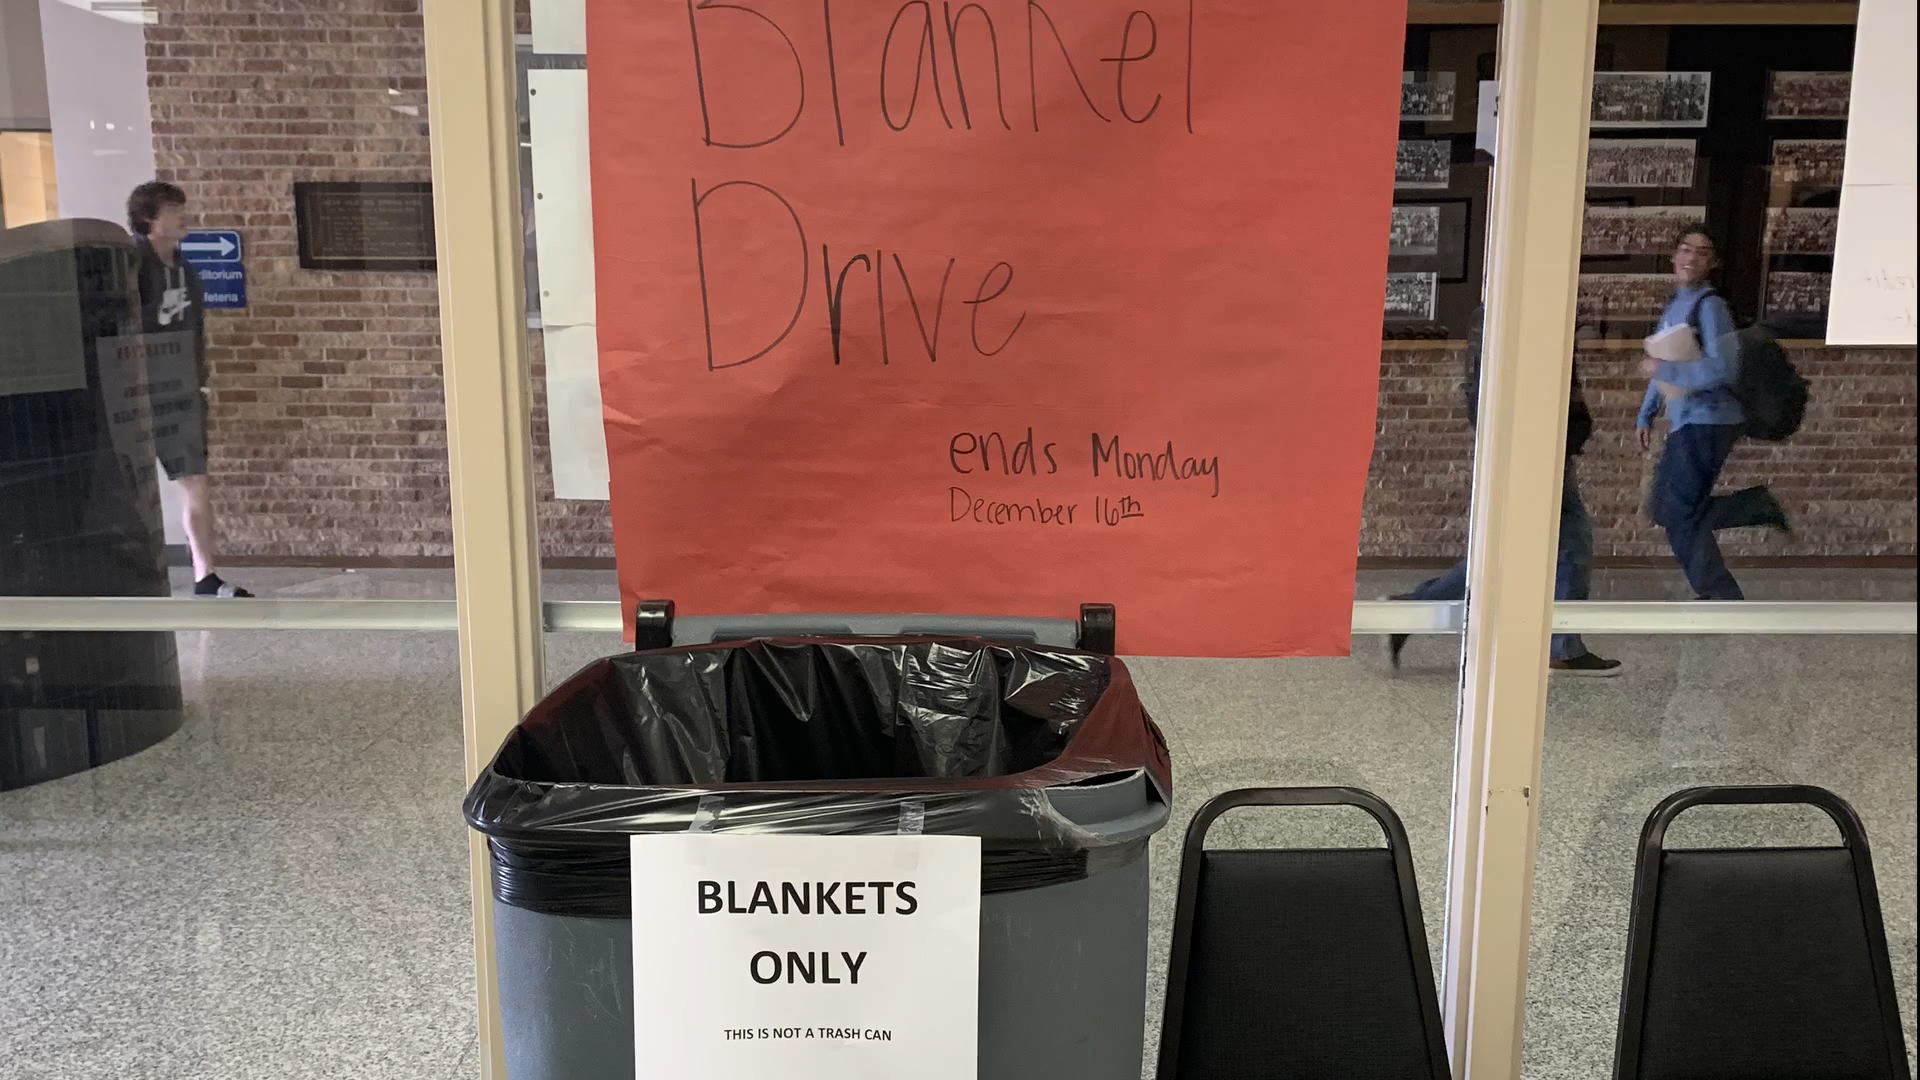 Blanket
Drive
ends Monday
December 16th
BLANKETS
ONLY
THIS IS NOT A TRASH CAN